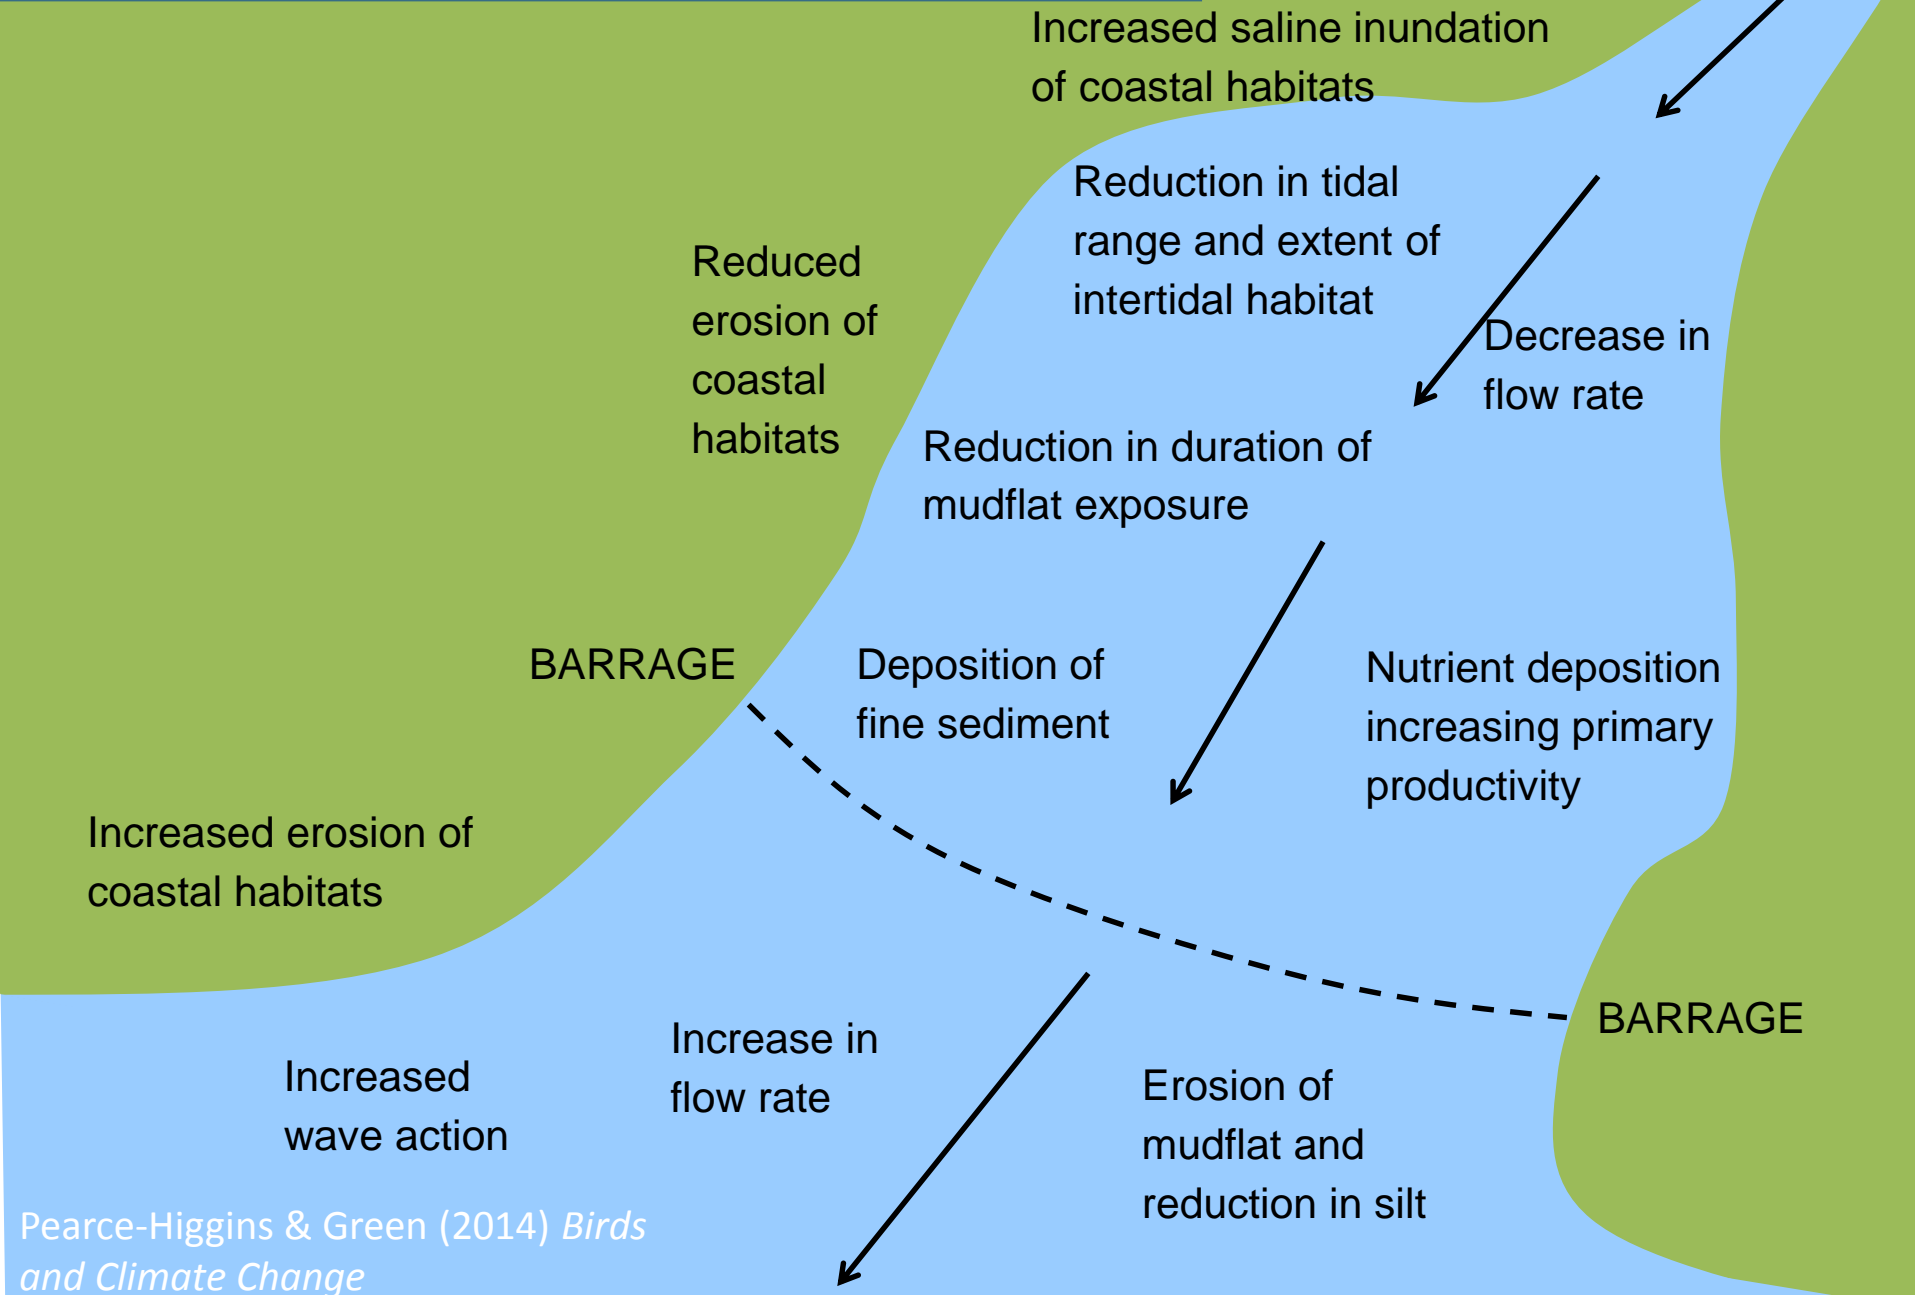 Increased saline inundation
of coastal habitats
Reduction in tidal
range and extent of
intertidal habitat
Reduced
erosion of
coastal
habitats
Decrease in
flow rate
Reduction in duration of
mudflat exposure
BARRAGE
Deposition of
fine sediment
Nutrient deposition
increasing primary
productivity
Increased erosion of
coastal habitats
BARRAGE
Increase in
flow rate
Increased
wave action
Erosion of
mudflat and
reduction in silt
Pearce-Higgins & Green (2014) Birds
and Climate Change